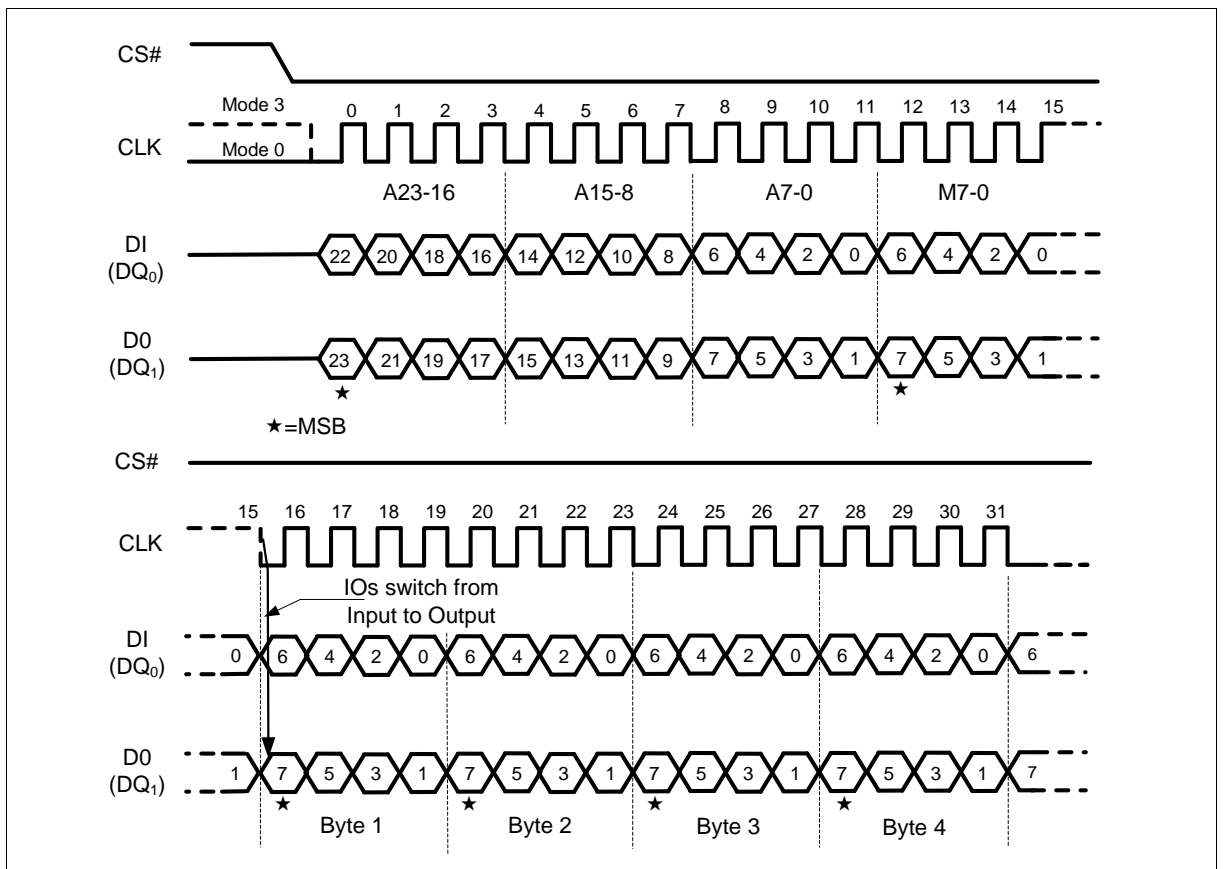 CS#
Mode 3
0 1 2 3 4 5 6 7 8 9 10 11 12 13 14 15
CLK
Mode 0
A23-16 A15-8 A7-0 M7-0
DI
(DQ0)
22 20 18 16 14 12 10 8 6 4 2 0 6 4 2 0
D0
(DQ1)
23 21 19 17 15 13 11 9 7 5 3 1 7 5 3 1
★ ★
★=MSB
CS#
15 16 17 18 19 20 21 22 23 24 25 26 27 28 29 30 31
CLK
IOs switch from
Input to Output
DI
(DQ0)
0 6 4 2 0 6 4 2 0 6 4 2 0 6 4 2 0 6
D0
(DQ1)
1 7 5 3 1 7 5 3 1 7 5 3 1 7 5 3 1 7
★ ★ ★ ★
Byte 1 Byte 2 Byte 3 Byte 4